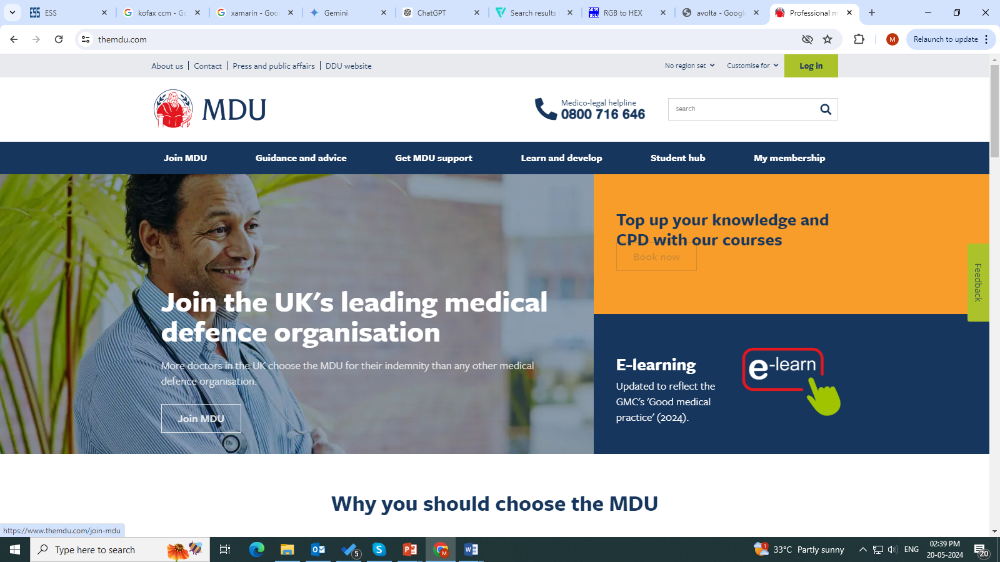 ESS
kofax ccm - Go
xamarin - Goo
Gemini
ChatGPT
Search results
RGB to HEX
avolta - Google
Professional m
themdu.com
M
Relaunch to update
About us | Contact | Press and public affairs | DDU website
No region set
Customise for
Log in
MDU
Medico-legal helpline
0800 716 646
search
Join MDU
Guidance and advice
Get MDU support
Learn and develop
Student hub
My membership
Join the UK's leading medical
defence organisation
More doctors in the UK choose the MDU for their indemnity than any other medical
defence organisation.
Join MDU
Top up your knowledge and
CPD with our courses
Book now
Feedback
E-learning
Updated to reflect the
GMC's 'Good medical
practice' (2024).
e-learn
Why you should choose the MDU
https://www.themdu.com/join-mdu
Type here to search
5
M
1
33°C Partly sunny
ENG
02:39 PM
20-05-2024
20